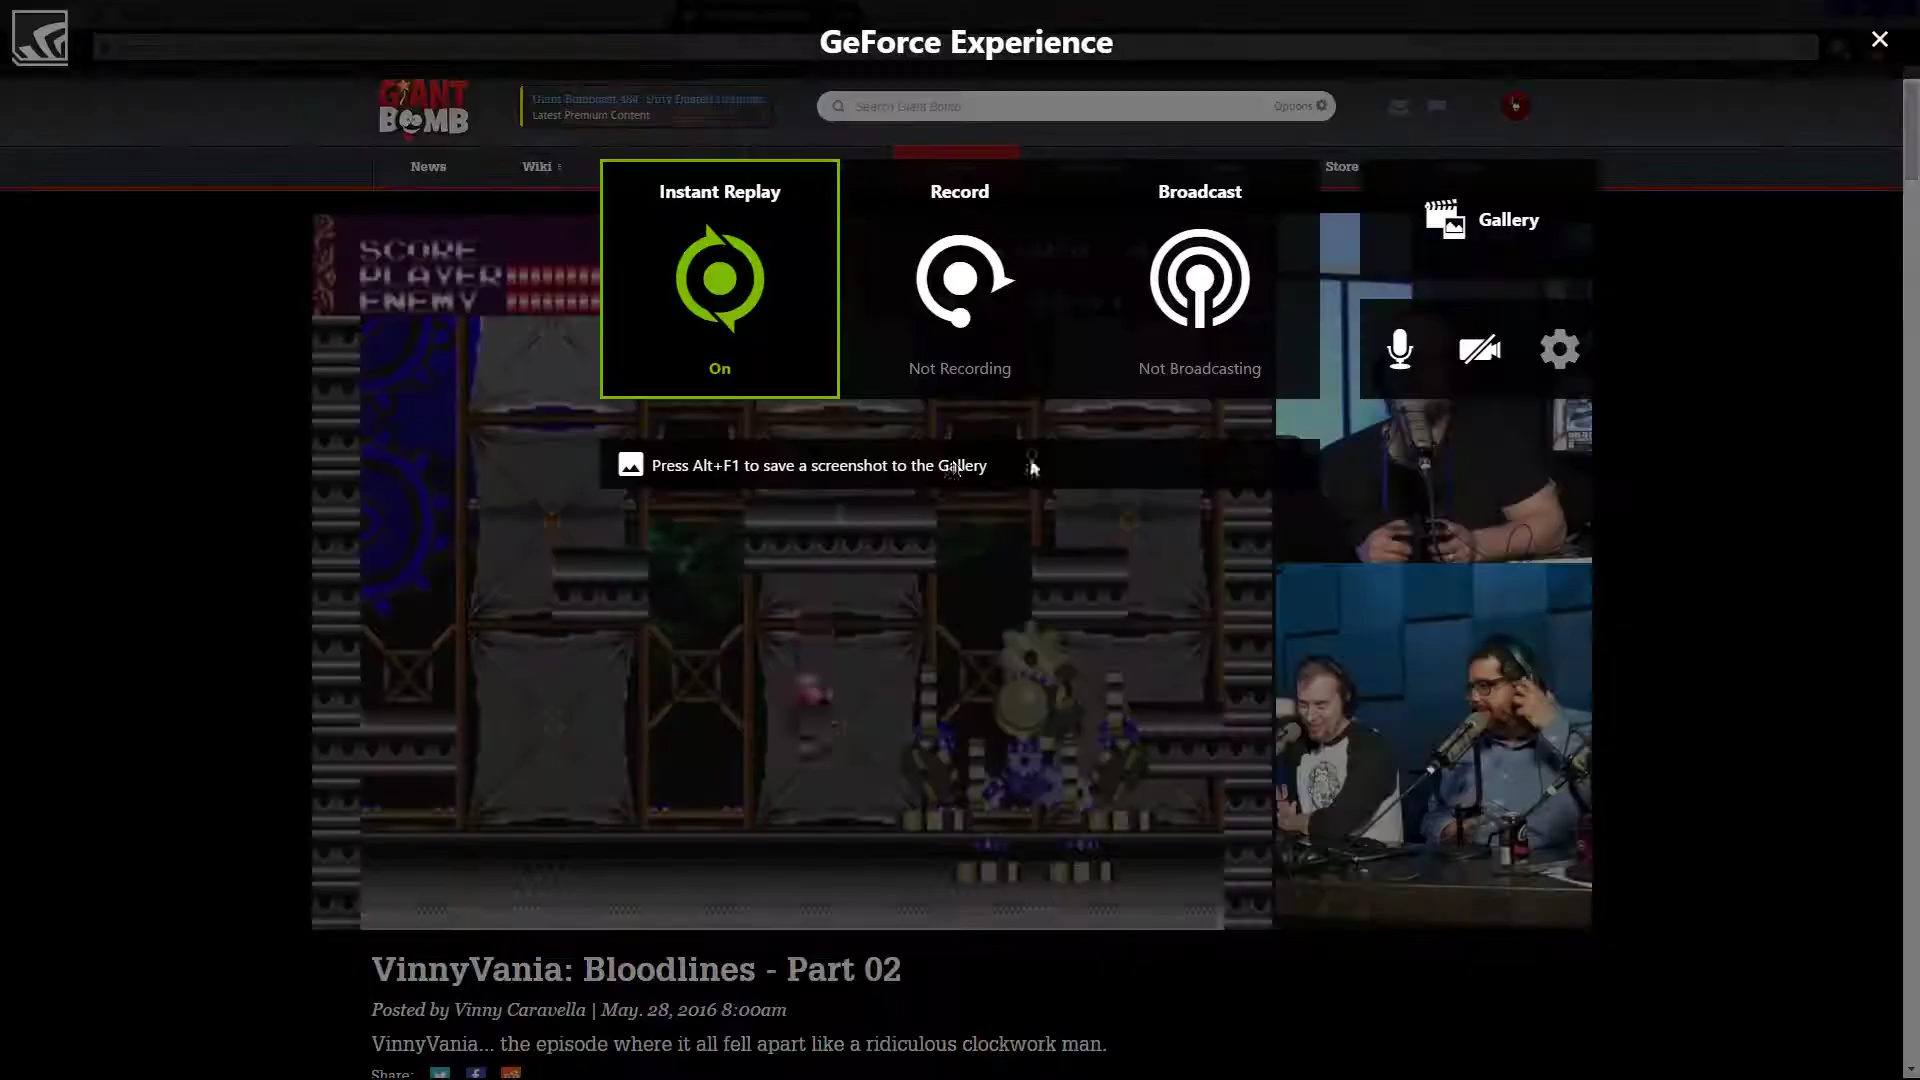 GeForce Experience
GIANT
BOMB
Latest Premium Content
Search Giant Bomb
Options
News
Wiki
Store
Instant Replay
On
Record
Not Recording
Broadcast
Not Broadcasting
Gallery
SCORE
PLAYER
ENEMY
Press Alt+F1 to save a screenshot to the Gallery
VinnyVania: Bloodlines - Part 02
Posted by Vinny Caravella | May. 28, 2016 8:00am
VinnyVania... the episode where it all fell apart like a ridiculous clockwork man.
Share: